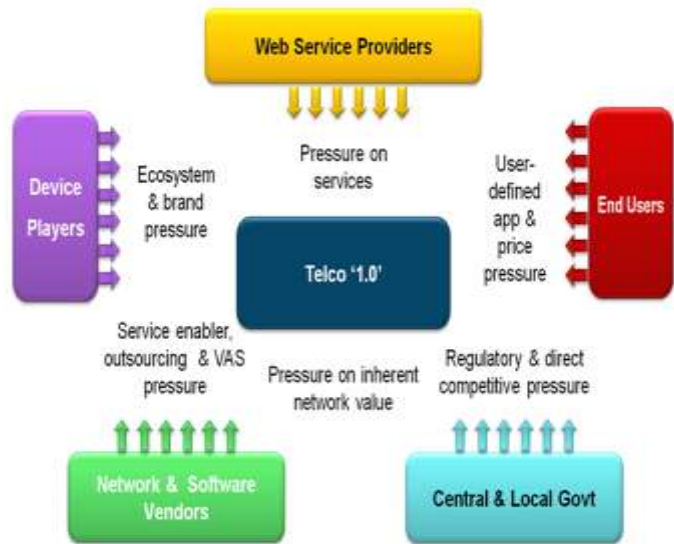 Web Service Providers
Pressure on
services
Device
Players
Ecosystem
& brand
pressure
User-
defined
app &
price
pressure
End Users
Telco ‘1.0’
Service enabler,
outsourcing & VAS
pressure
Pressure on inherent
network value
Regulatory & direct
competitive pressure
Network & Software
Vendors
Central & Local Govt